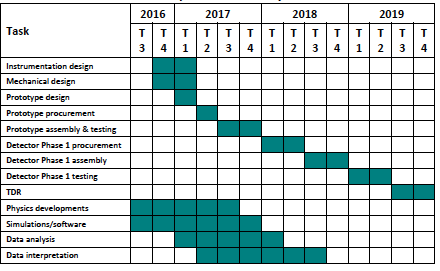 Task 2016 2017 2018 2019
T 3 T 4 T 1 T 2 T 3 T 4 T 1 T 2 T 3 T 4 T 1 T 2 T 3 T 4
Instrumentation design
Mechanical design
Prototype design
Prototype procurement
Prototype assembly & testing
Detector Phase 1 procurement
Detector Phase 1 assembly
Detector Phase 1 testing
TDR
Physics developments
Simulations/software
Data analysis
Data interpretation